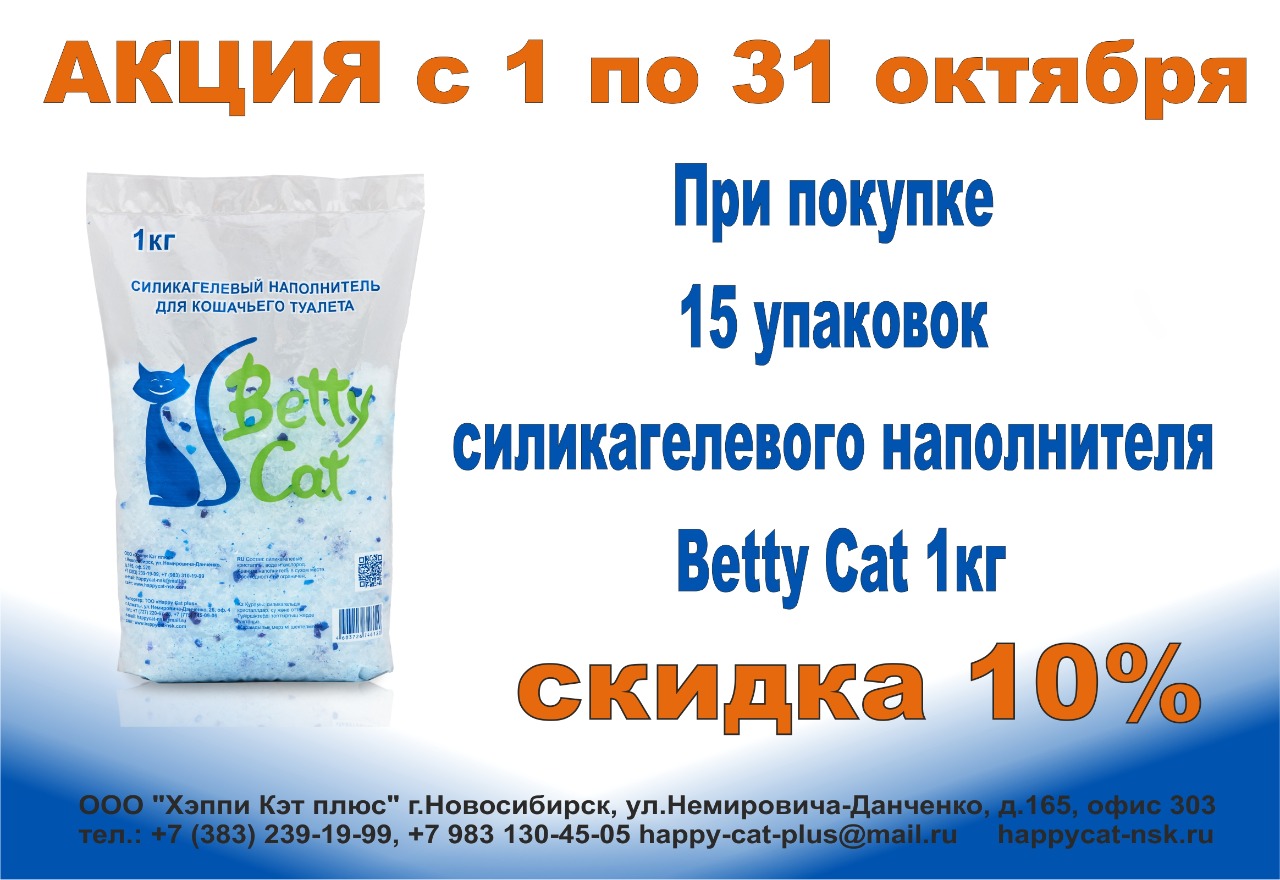 АКЦИЯ с 1 по 31 октября
При покупке
15 упаковок
силикагелевого наполнителя
Betty Cat 1кг
скидка 10%
1кг
СИЛИКАГЕЛЕВЫЙ НАПОЛНИТЕЛЬ
ДЛЯ КОШАЧЬЕГО ТУАЛЕТА
Betty
Cat
ООО "Хэппи Кэт плюс" г.Новосибирск, ул.Немировича-Данченко, д.165, офис 303
тел.: +7 (383) 239-19-99, +7 983 130-45-05 happy-cat-plus@mail.ru happycat-nsk.ru